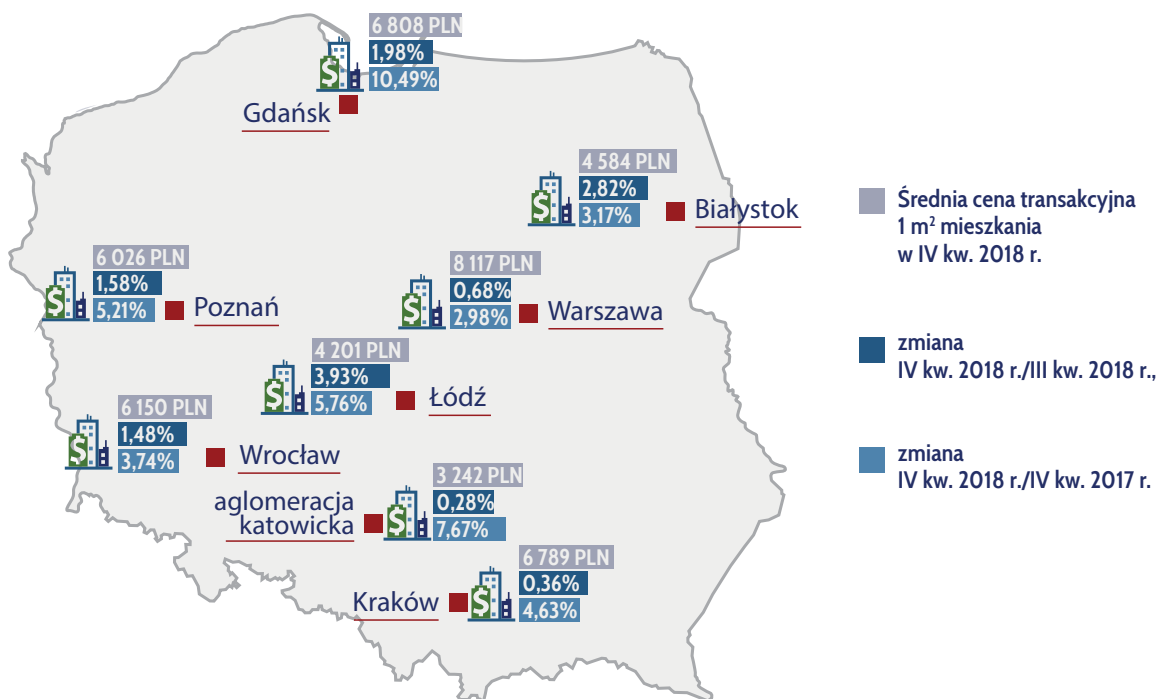 6 808 PLN
1,98%
10,49%
Gdańsk
4 584 PLN
2,82%
3,17%
Białystok
6 026 PLN
1,58%
5,21%
Poznań
8 117 PLN
0,68%
2,98%
Warszawa
4 201 PLN
3,93%
5,76%
Łódź
6 150 PLN
1,48%
3,74%
Wrocław
aglomeracja
katowicka
3 242 PLN
0,28%
7,67%
Kraków
6 789 PLN
0,36%
4,63%
Średnia cena transakcyjna
1 m² mieszkania
w IV kw. 2018 r.
zmiana
IV kw. 2018 r./III kw. 2018 r.,
zmiana
IV kw. 2018 r./IV kw. 2017 r.